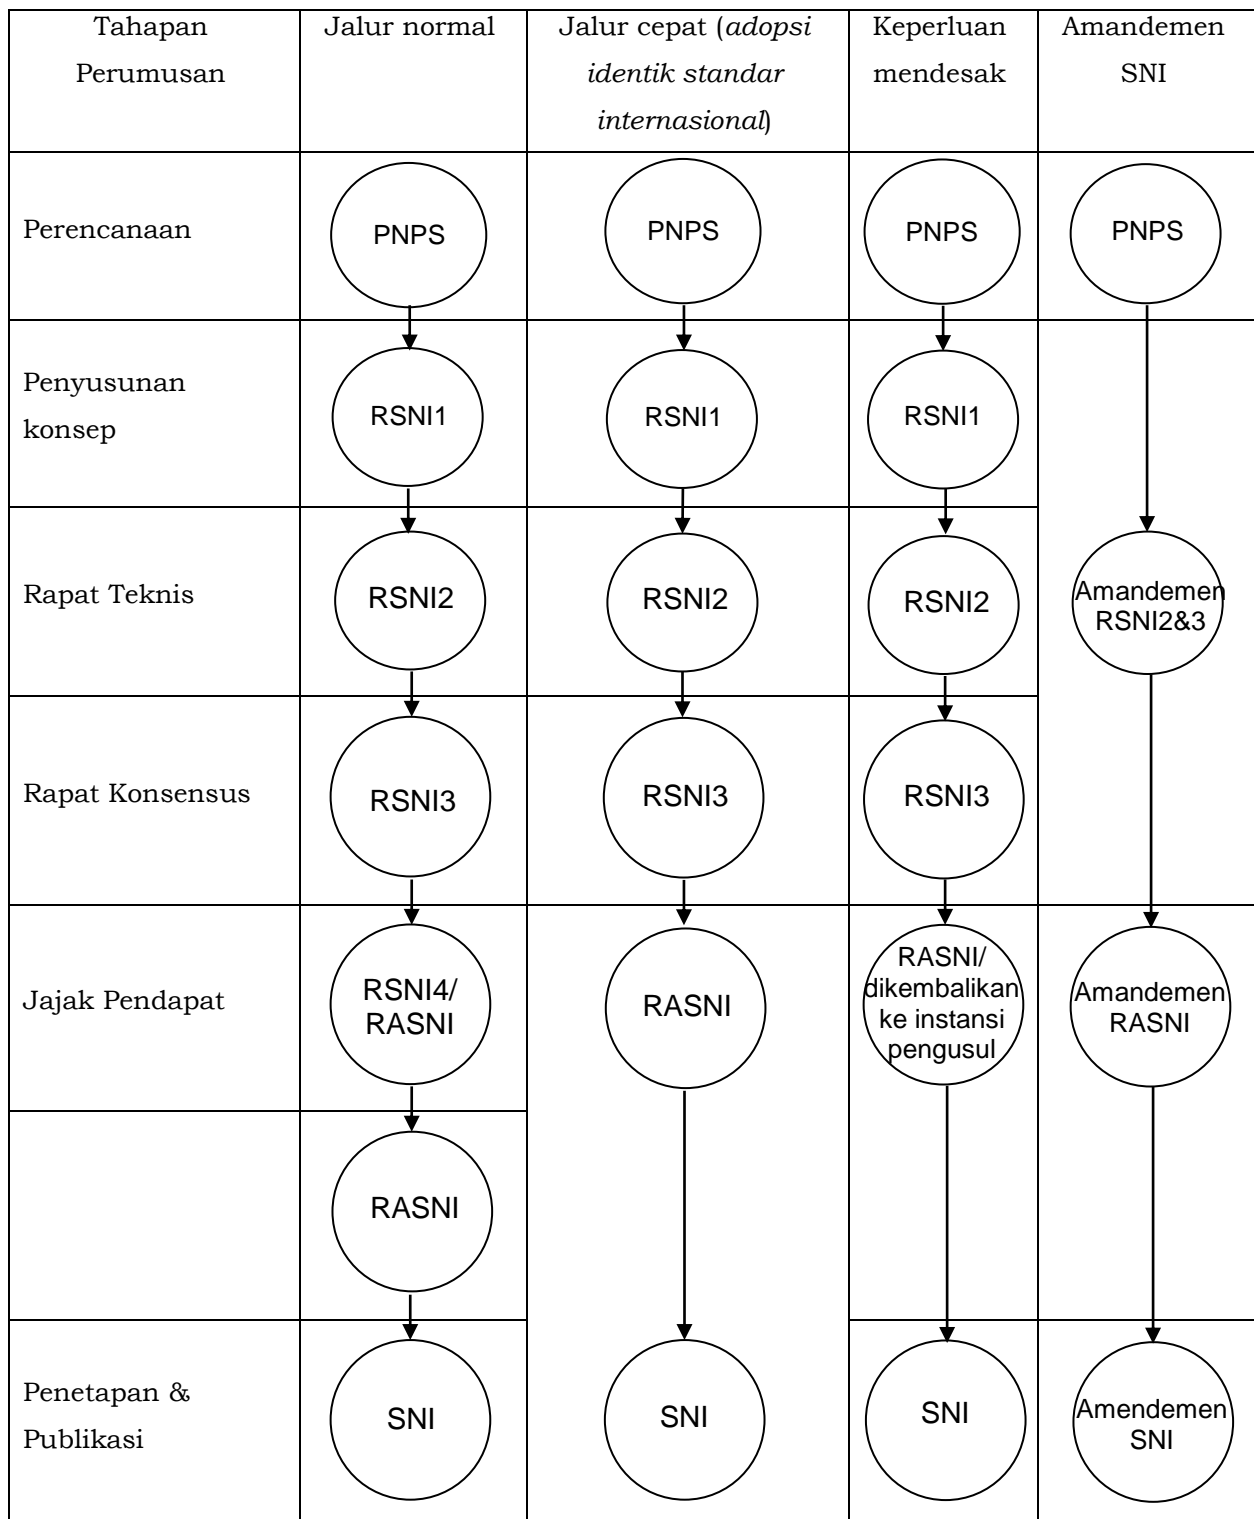 Tahapan
Perumusan
Jalur normal
Jalur cepat (adopsi
identik standar
internasional)
Keperluan
mendesak
Amandemen
SNI
Perencanaan
PNPS
PNPS
PNPS
PNPS
Penyusunan
konsep
RSNI1
RSNI1
RSNI1
Rapat Teknis
RSNI2
RSNI2
RSNI2
Amandemen
RSNI2&3
Rapat Konsensus
RSNI3
RSNI3
RSNI3
Jajak Pendapat
RSNI4/
RASNI
RASNI
RASNI/
dikembalikan
ke instansi
pengusul
Amandemen
RASNI
RASNI
Penetapan &
Publikasi
SNI
SNI
SNI
Amendemen
SNI